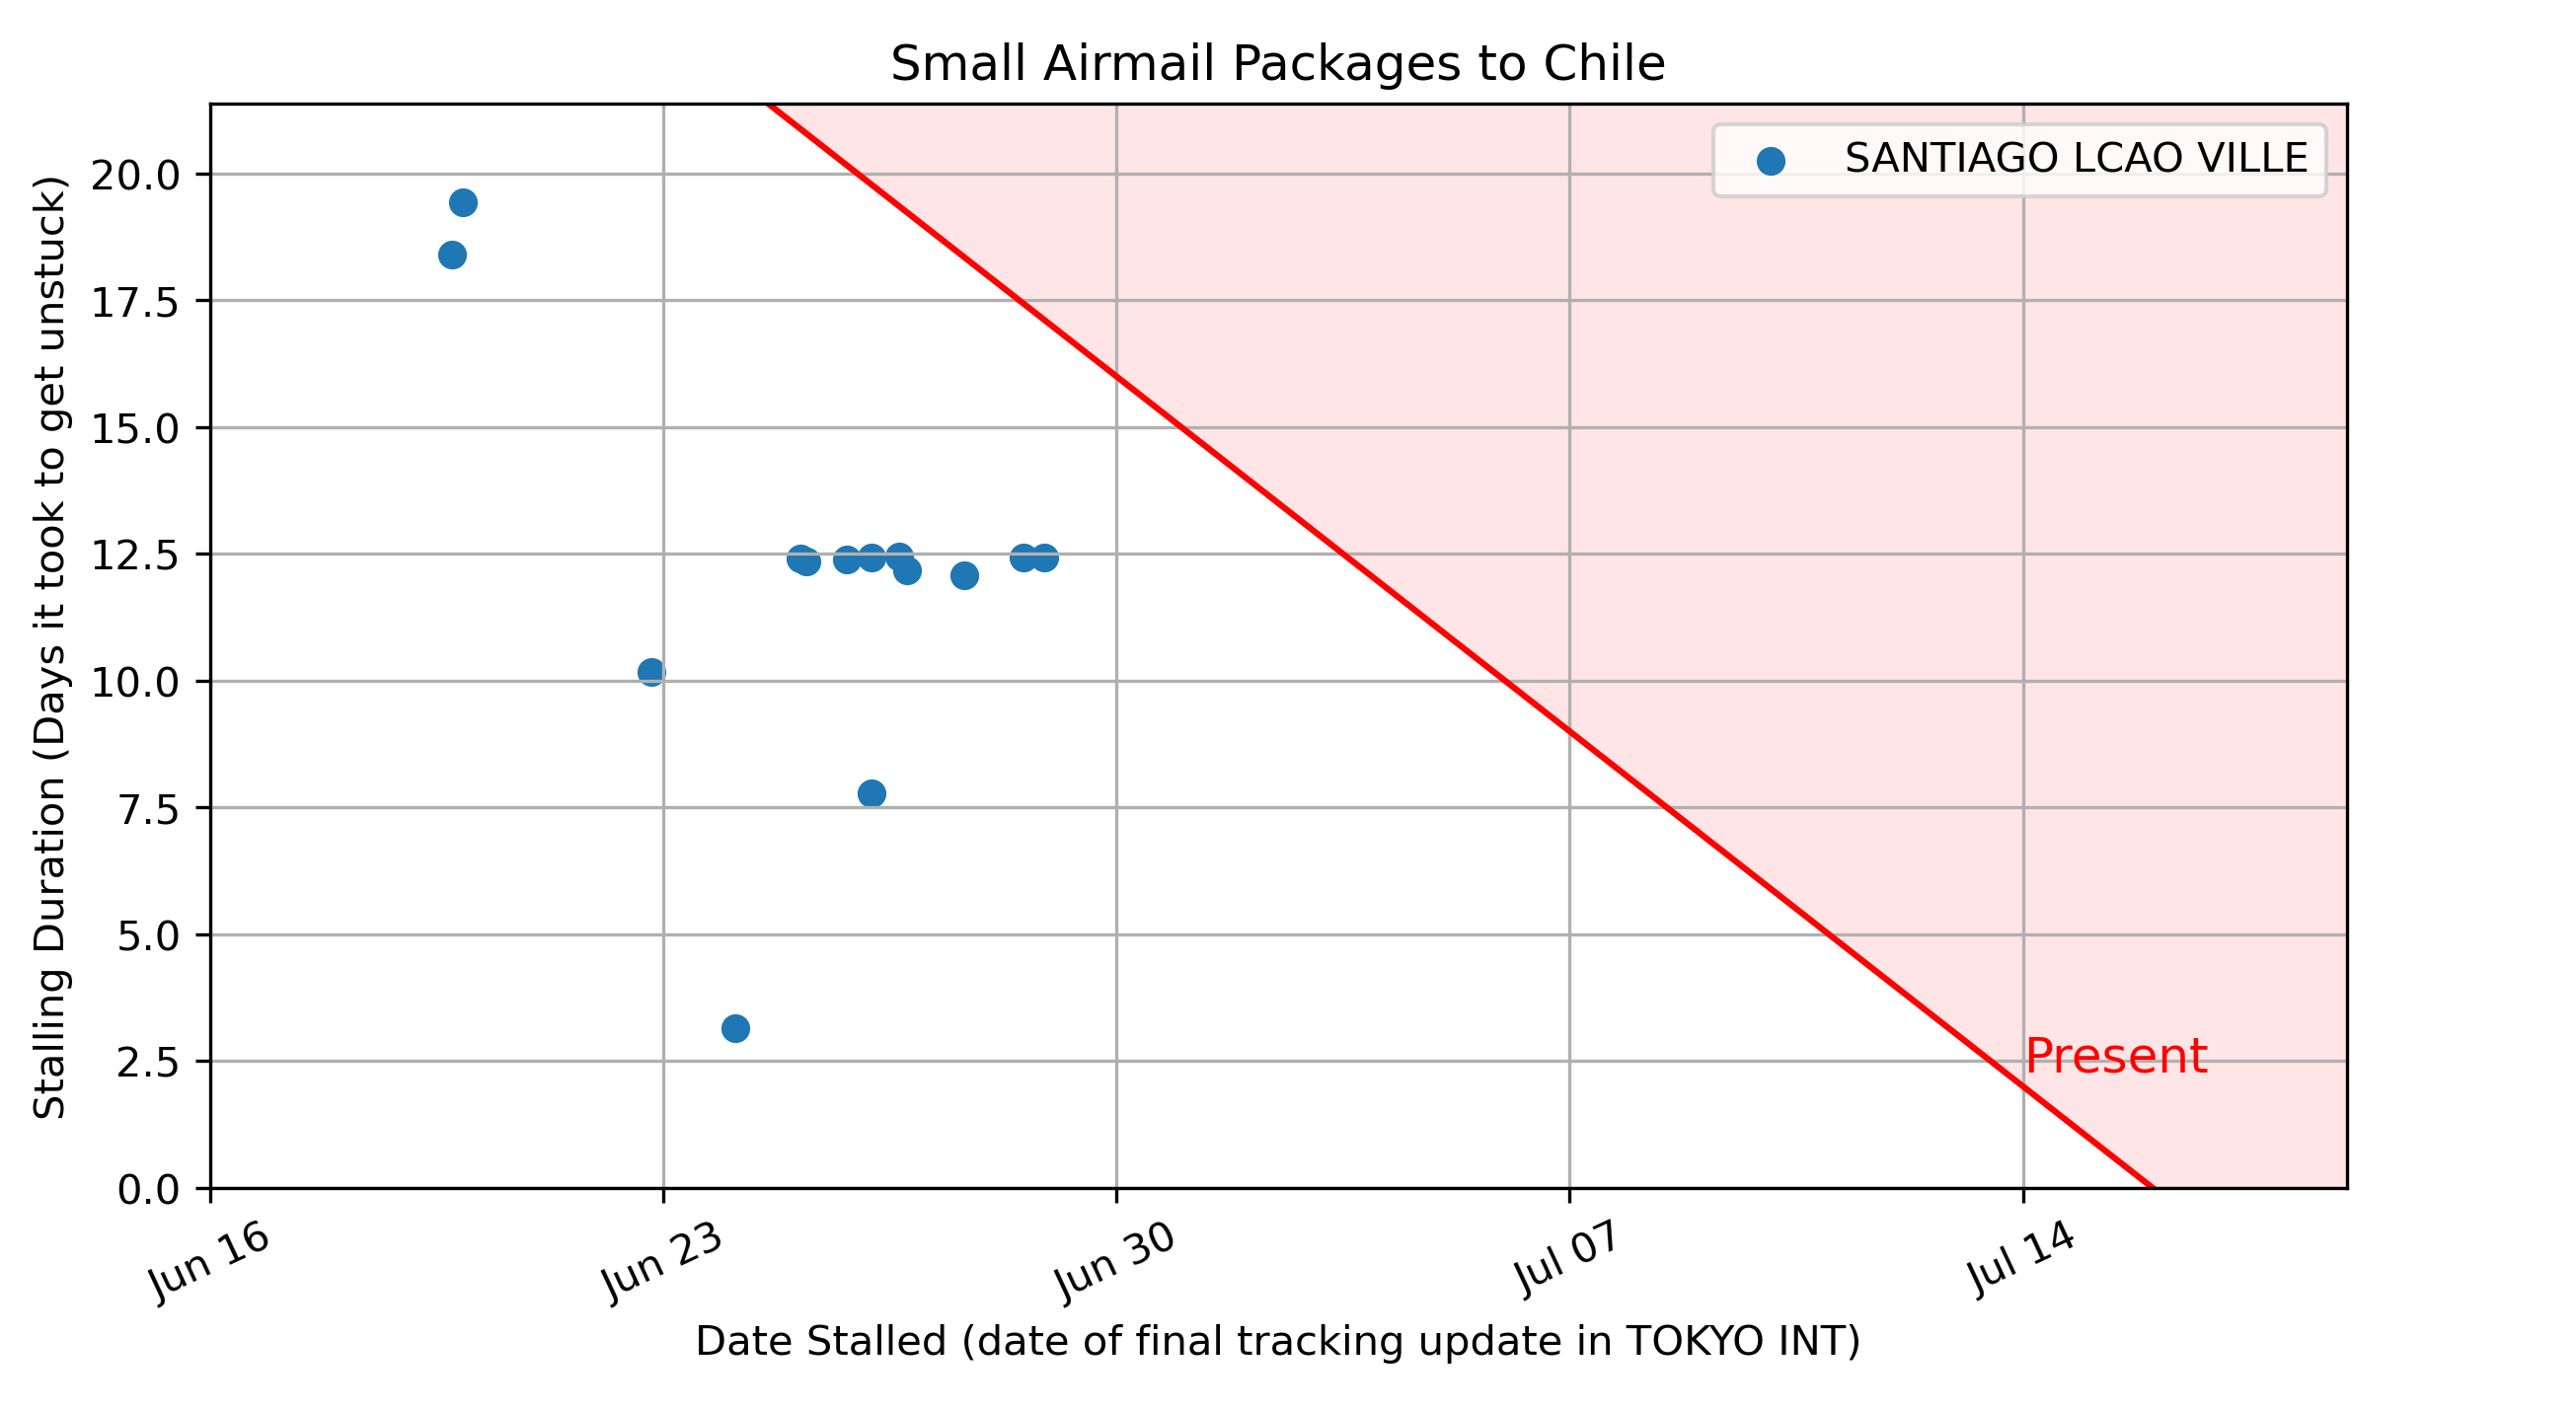 Small Airmail Packages to Chile
SANTIAGO LCAO VILLE
Stalling Duration (Days it took to get unstuck)
20.0
17.5
15.0
12.5
10.0
7.5
5.0
2.5
0.0
Present
Jun 16
Jun 23
Jun 30
Jul 07
Jul 14
Date Stalled (date of final tracking update in TOKYO INT)